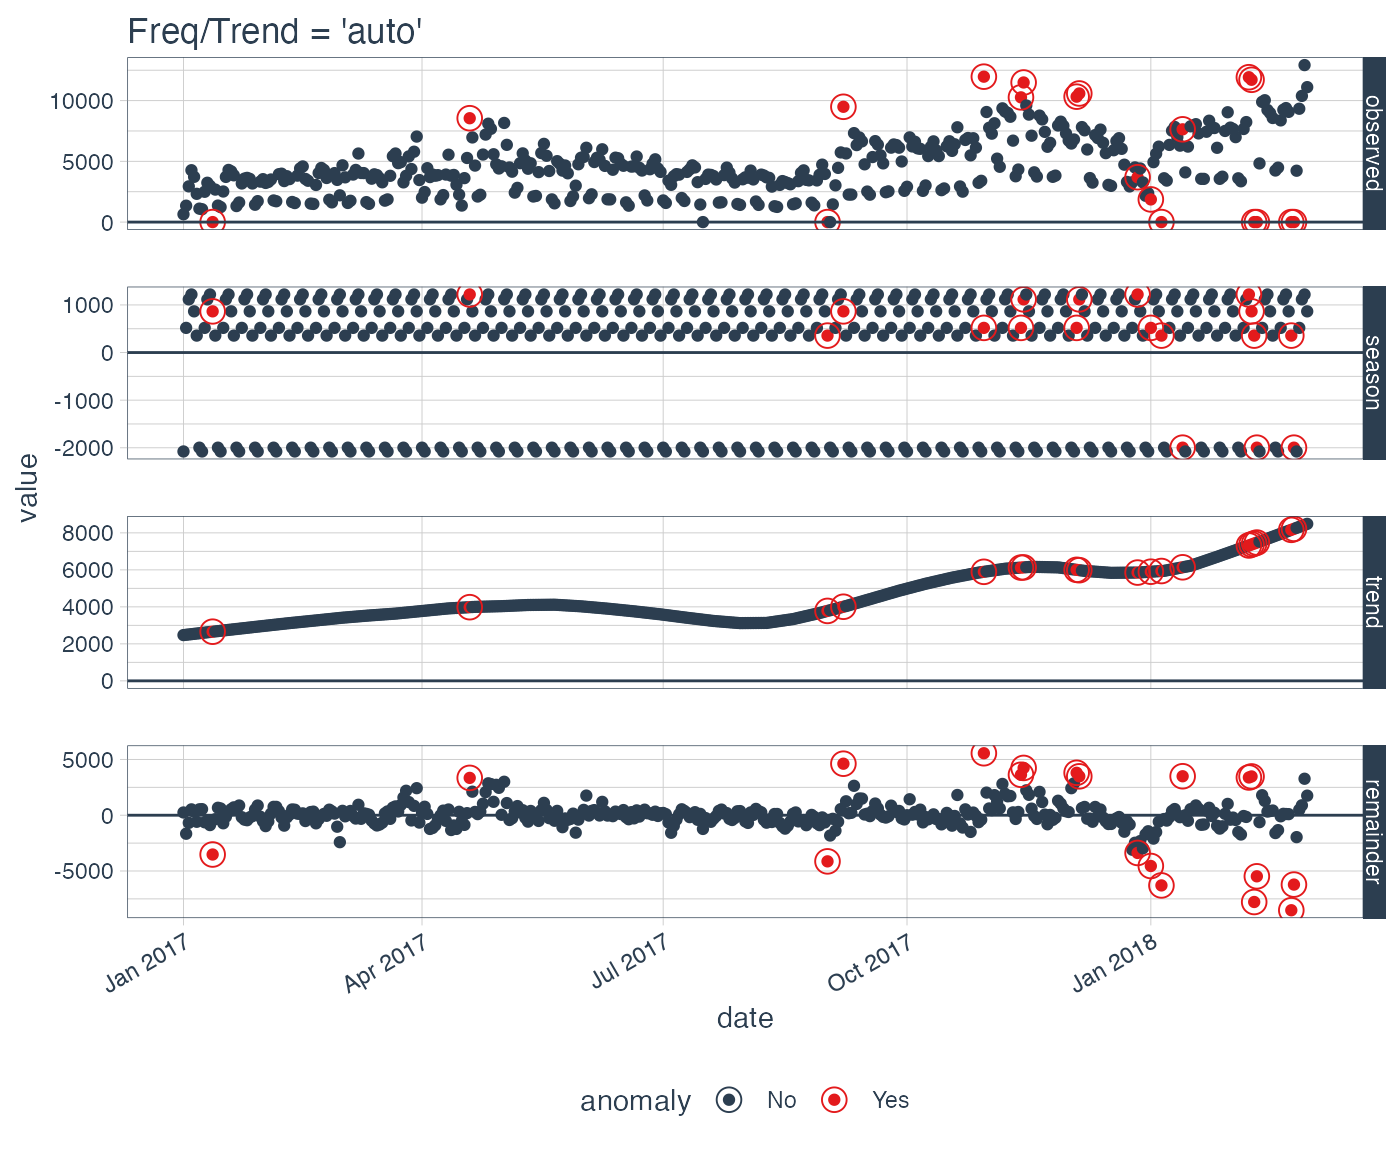 Freq/Trend = 'auto'
10000
5000
0
observed
1000
0
-1000
-2000
season
value
8000
6000
4000
2000
0
trend
5000
0
-5000
remainder
Jan 2017
Apr 2017
Jul 2017
Oct 2017
Jan 2018
date
anomaly No Yes